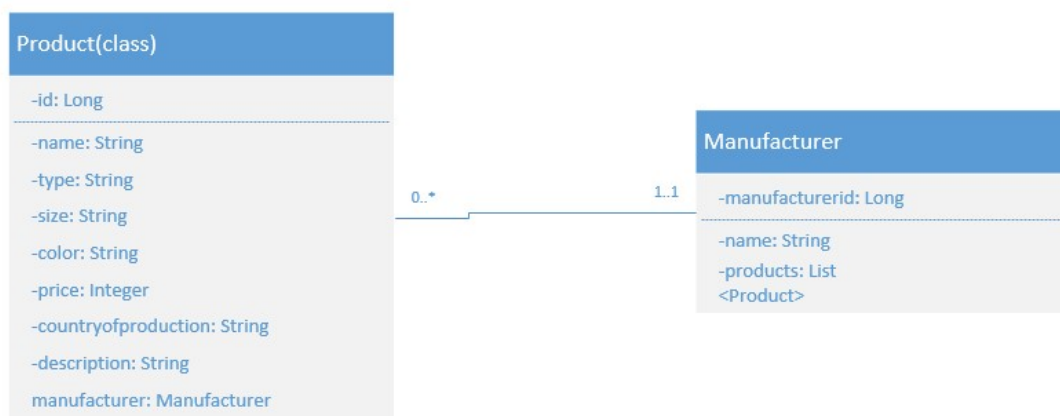 Product(class)
-id: Long
-name: String
-type: String
-size: String
-color: String
-price: Integer
-countryofproduction: String
-description: String
manufacturer: Manufacturer
0..*
1..1
Manufacturer
-manufacturerid: Long
-name: String
-products: List
<Product>